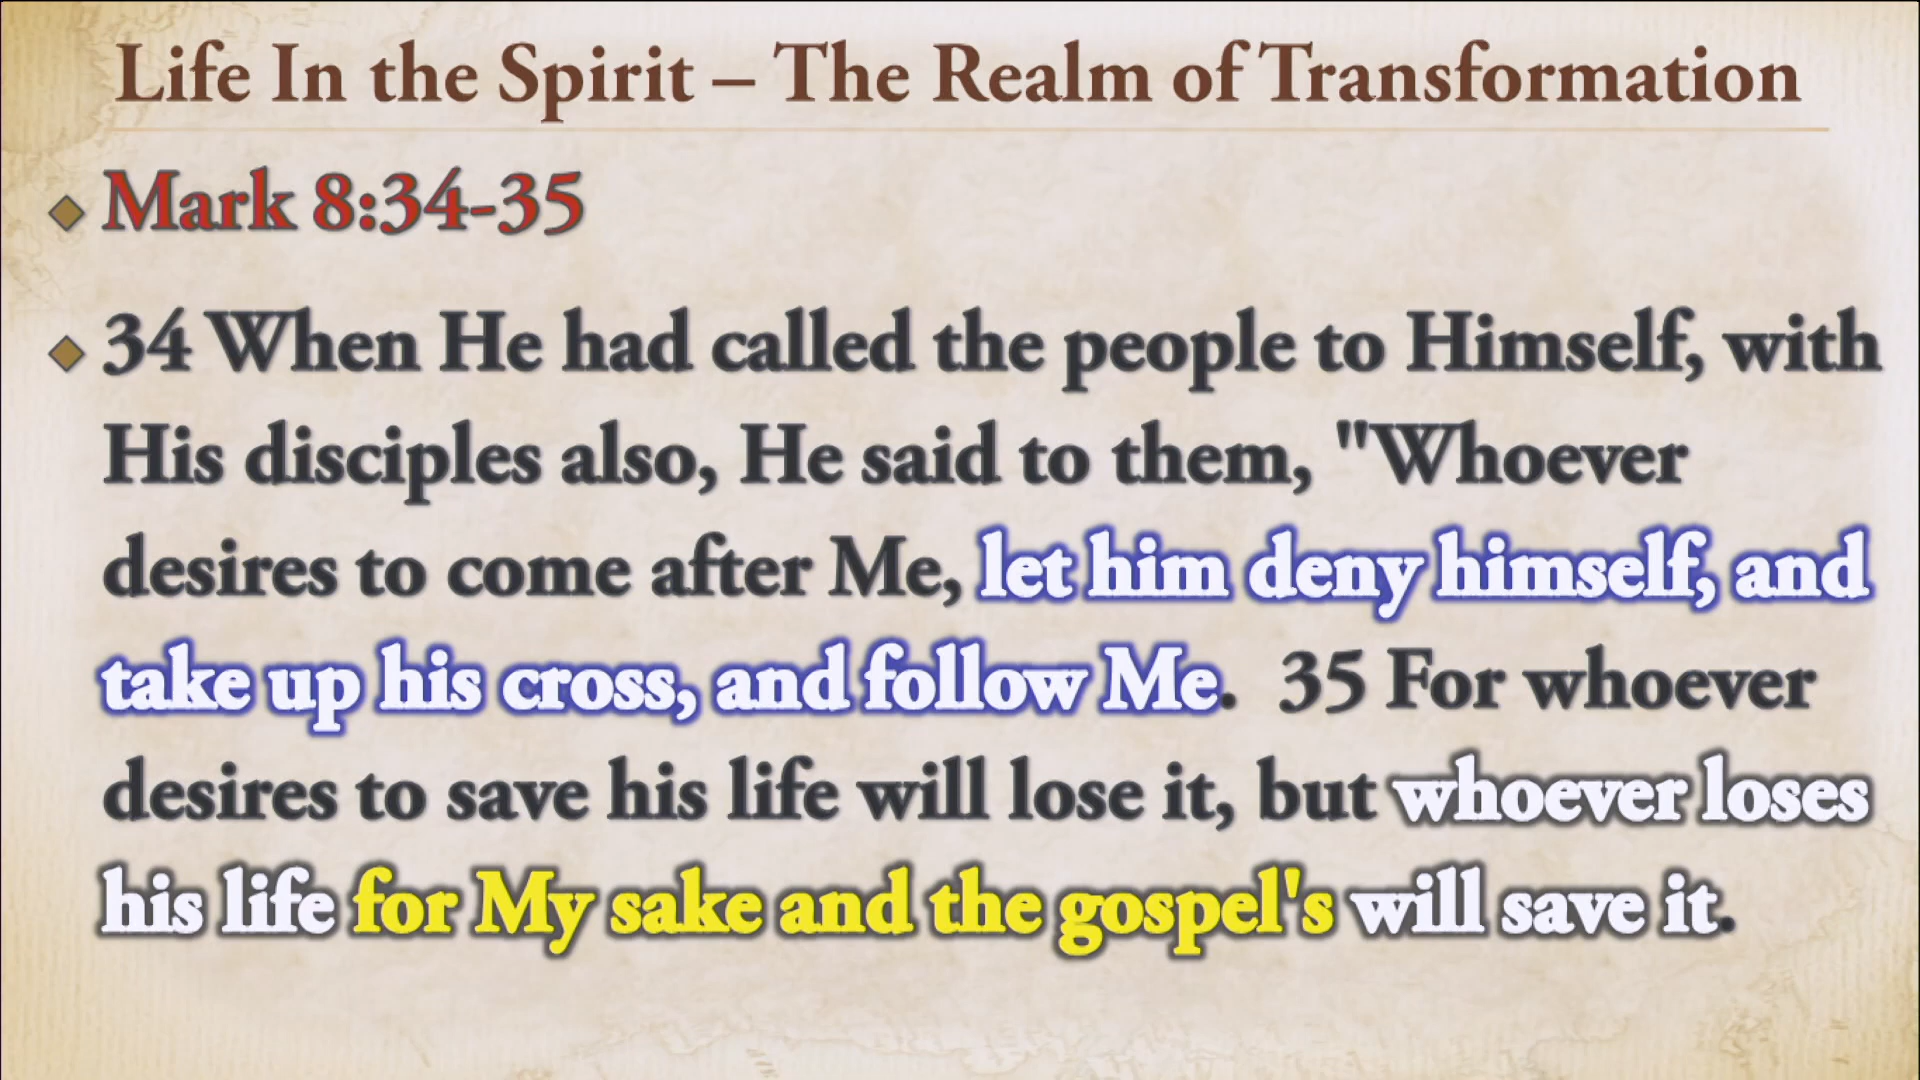 Life In the Spirit – The Realm of Transformation
Mark 8:34-35
34 When He had called the people to Himself, with
His disciples also, He said to them, "Whoever
desires to come after Me, let him deny himself, and
take up his cross, and follow Me.  35 For whoever
desires to save his life will lose it, but whoever loses
his life for My sake and the gospel's will save it.